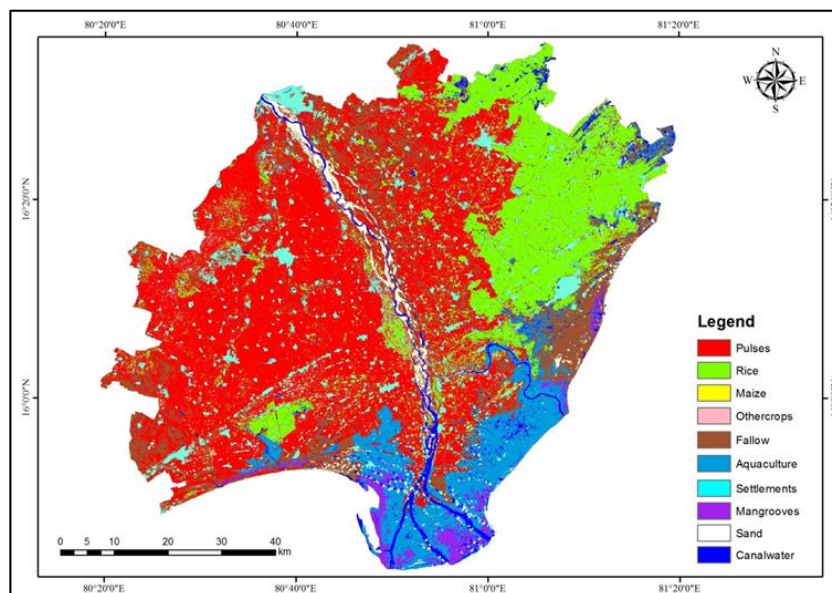 80°20'0"E 80°40'0"E 81°0'0"E 81°20'0"E
N
W E
S
16°20'0"N
16°0'0"N
Legend
Pulses
Rice
Maize
Othercrops
Fallow
Aquaculture
Settlements
Mangrooves
Sand
Canalwater
0 5 10 20 30 40
km
80°20'0"E 80°40'0"E 81°0'0"E 81°20'0"E